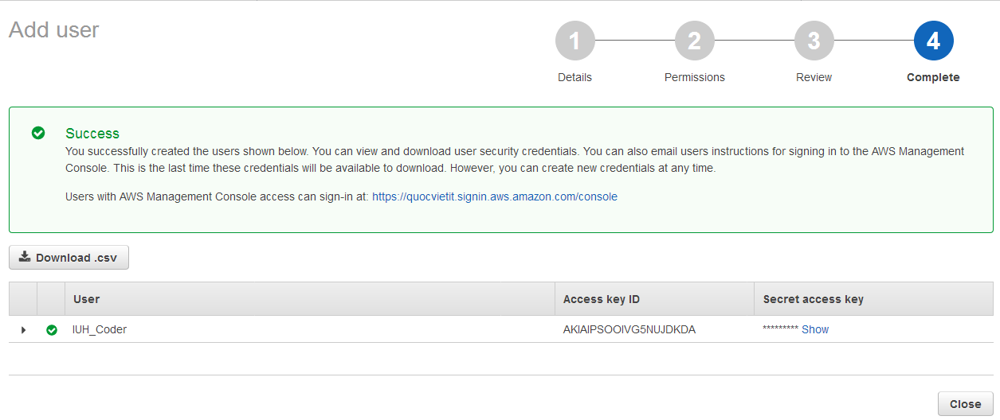 Add user
1
2
3
4
Details
Permissions
Review
Complete
Success
You successfully created the users shown below. You can view and download user security credentials. You can also email users instructions for signing in to the AWS Management
Console. This is the last time these credentials will be available to download. However, you can create new credentials at any time.
Users with AWS Management Console access can sign-in at: https://quocvietit.signin.aws.amazon.com/console
Download .csv
User
Access key ID
Secret access key
IUH_Coder
AKIAIPSOOIVG5NUJDKDA
********* Show
Close